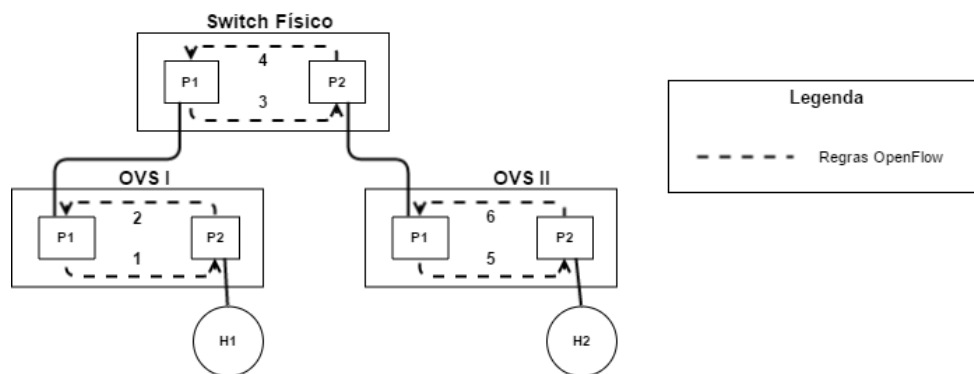 Switch Físico
P1
4
P2
3
Legenda
Regras OpenFlow
OVS I
P1
2
P2
1
H1
OVS II
P1
6
P2
5
H2